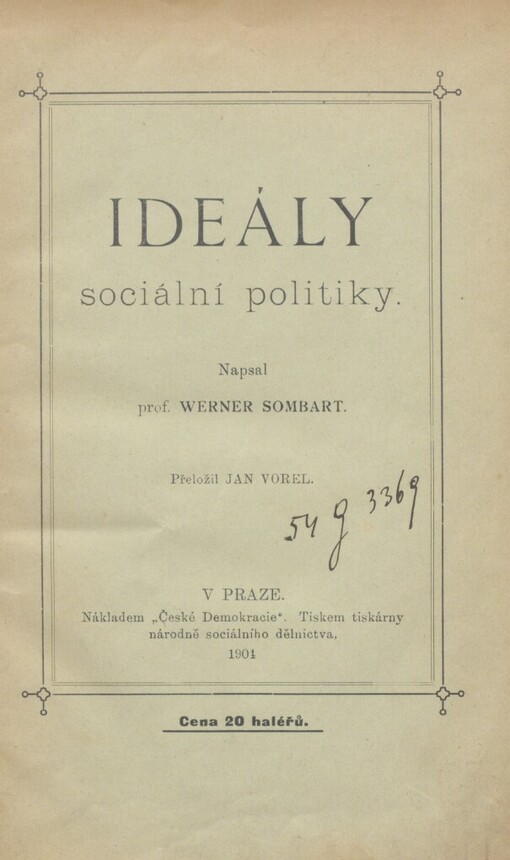 IDEÁLY
sociální politiky.
Napsal
prof. WERNER SOMBART.
Přeložil JAN VOREL.
54 g 3369
V PRAZE.
Nákladem „České Demokracie“. Tiskem tiskárny
národně sociálního dělnictva,
1904
Cena 20 haléřů.